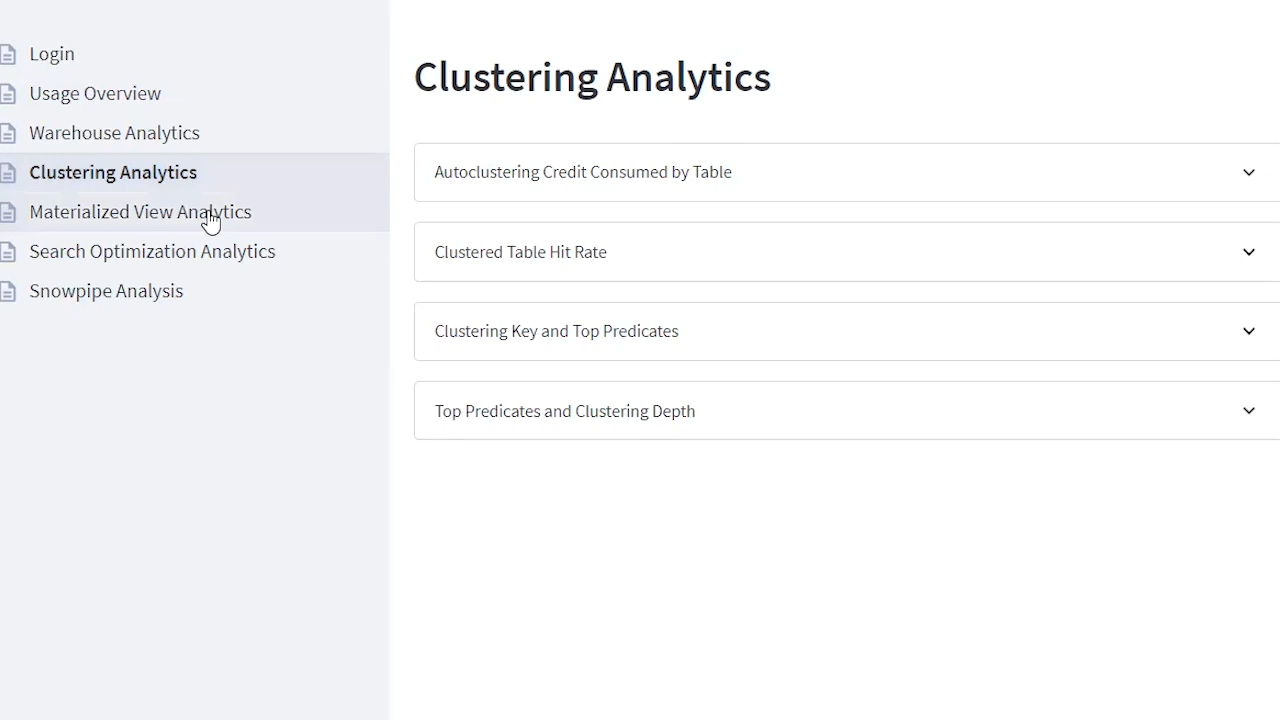 Login
Usage Overview
Warehouse Analytics
Clustering Analytics
Materialized View Analytics
Search Optimization Analytics
Snowpipe Analysis
Clustering Analytics
Autoclustering Credit Consumed by Table
Clustered Table Hit Rate
Clustering Key and Top Predicates
Top Predicates and Clustering Depth